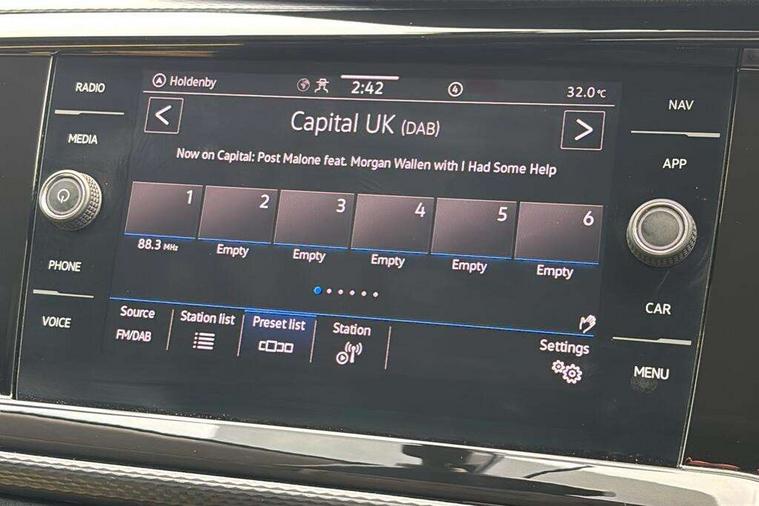 RADIO
MEDIA
PHONE
VOICE
A Holdenby
2:42
4
32.0 °C
<
Capital UK (DAB)
>
Now on Capital: Post Malone feat. Morgan Wallen with I Had Some Help
1 2 3 4 5 6
88.3 MHz Empty Empty Empty Empty Empty
Source
FM/DAB
Station list
Preset list
Station
Settings
NAV
APP
CAR
MENU